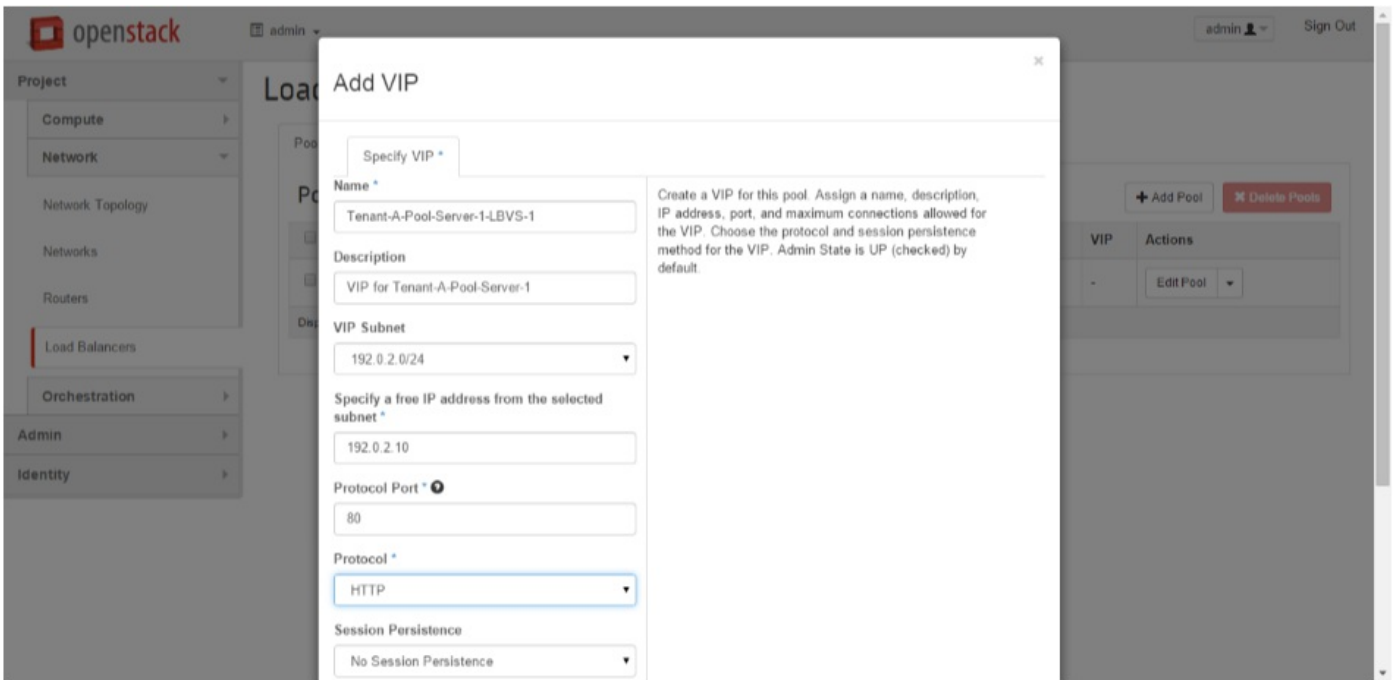 openstack
admin
admin
Sign Out
Project
Compute
Network
Network Topology
Networks
Routers
Load Balancers
Orchestration
Admin
Identity
Add VIP
×
Specify VIP *
Name *
Tenant-A-Pool-Server-1-LBVS-1
Description
VIP for Tenant-A-Pool-Server-1
VIP Subnet
192.0.2.0/24
Specify a free IP address from the selected
subnet *
192.0.2.10
Protocol Port *
80
Protocol *
HTTP
Session Persistence
No Session Persistence
Create a VIP for this pool. Assign a name, description,
IP address, port, and maximum connections allowed for
the VIP. Choose the protocol and session persistence
method for the VIP. Admin State is UP (checked) by
default.
Load
Poo
Po
Disp
+ Add Pool
✖ Delete Pools
VIP
Actions
-
Edit Pool